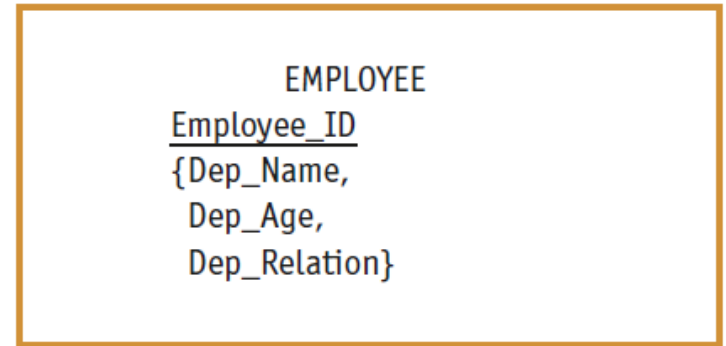 EMPLOYEE
Employee_ID
{Dep_Name,
Dep_Age,
Dep_Relation}